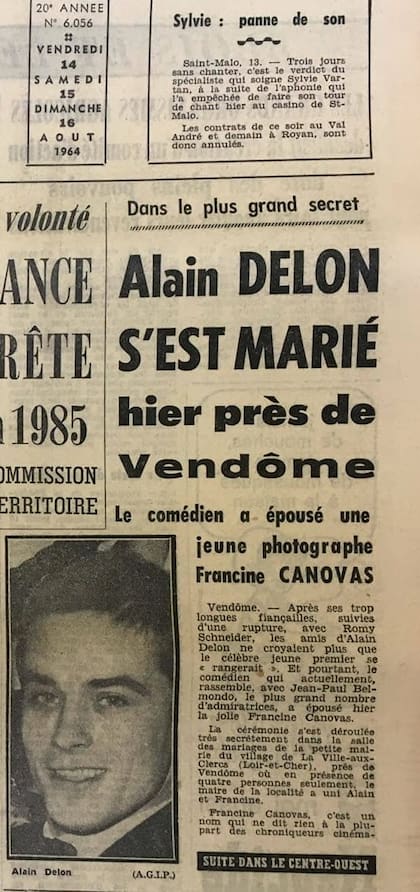 20e ANNEE
N° 6.056
VENDREDI
14
SAMEDI
15
DIMANCHE
16
AOUT
1964
Sylvie : panne de son
Saint-Malo, 13. — Trois jours
sans chanter, c'est le verdict du
spécialiste qui soigne Sylvie Var-
tan, à la suite de l'aphonie qui
l'a empêchée de faire son tour
de chant hier au casino de St-
Malo.
Les contrats de ce soir au Val
André et demain à Royan, sont
donc annulés.
volonté
ANCE
RÊTE
1985
OMMISSION
ERRITOIRE
Dans le plus grand secret
Alain DELON
S'EST MARIÉ
hier près de
Vendôme
Le comédien a épousé une
jeune photographe
Francine CANOVAS
Vendôme. — Après ses trop
longues fiançailles, suivies
d'une rupture, avec Romy
Schneider, les amis d'Alain
Delon ne croyaient plus que
le célèbre jeune premier se
« rangerait ». Et pourtant, le
comédien qui actuellement,
rassemble, avec Jean-Paul Bel-
mondo, le plus grand nombre
d'admiratrices, a épousé hier
la jolie Francine Canovas.
La cérémonie s'est déroulée
très secrètement dans la salle
des mariages de la petite mai-
rie du village de La Ville-aux-
Clercs (Loir-et-Cher), près de
Vendôme où en présence de
quatre personnes seulement, le
maire de la localité a uni Alain
et Francine.
Francine Canovas, c'est un
nom qui ne dit rien à la plu-
part des chroniqueurs cinéma-
SUITE DANS LE CENTRE-OUEST
Alain Delon
(A.G.I.P.)